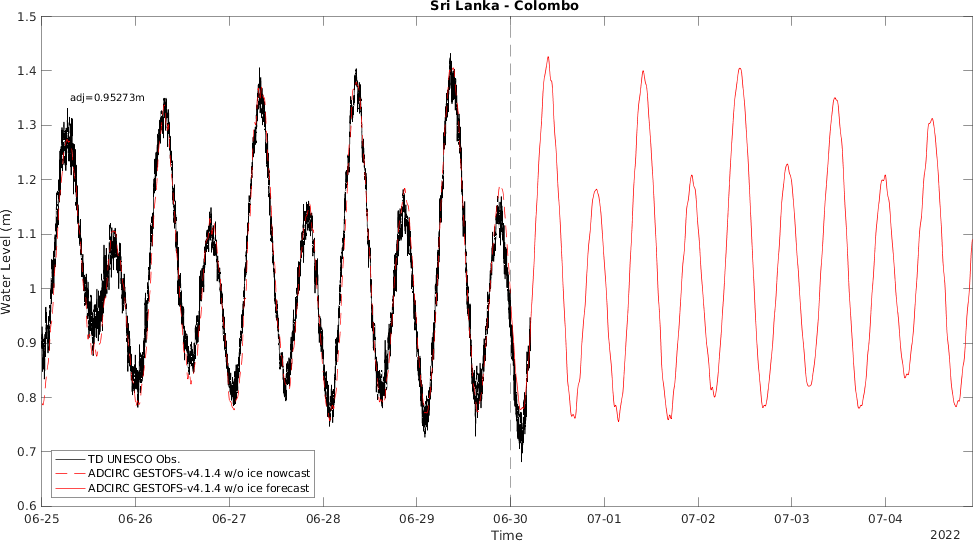 Sri Lanka - Colombo
1.5
1.4
adj=0.95273m
1.3
1.2
1.1
Water Level (m)
1
0.9
0.8
0.7
0.6
TD UNESCO Obs.
ADCIRC GESTOFS-v4.1.4 w/o ice nowcast
ADCIRC GESTOFS-v4.1.4 w/o ice forecast
06-25 06-26 06-27 06-28 06-29 06-30 07-01 07-02 07-03 07-04
Time
2022